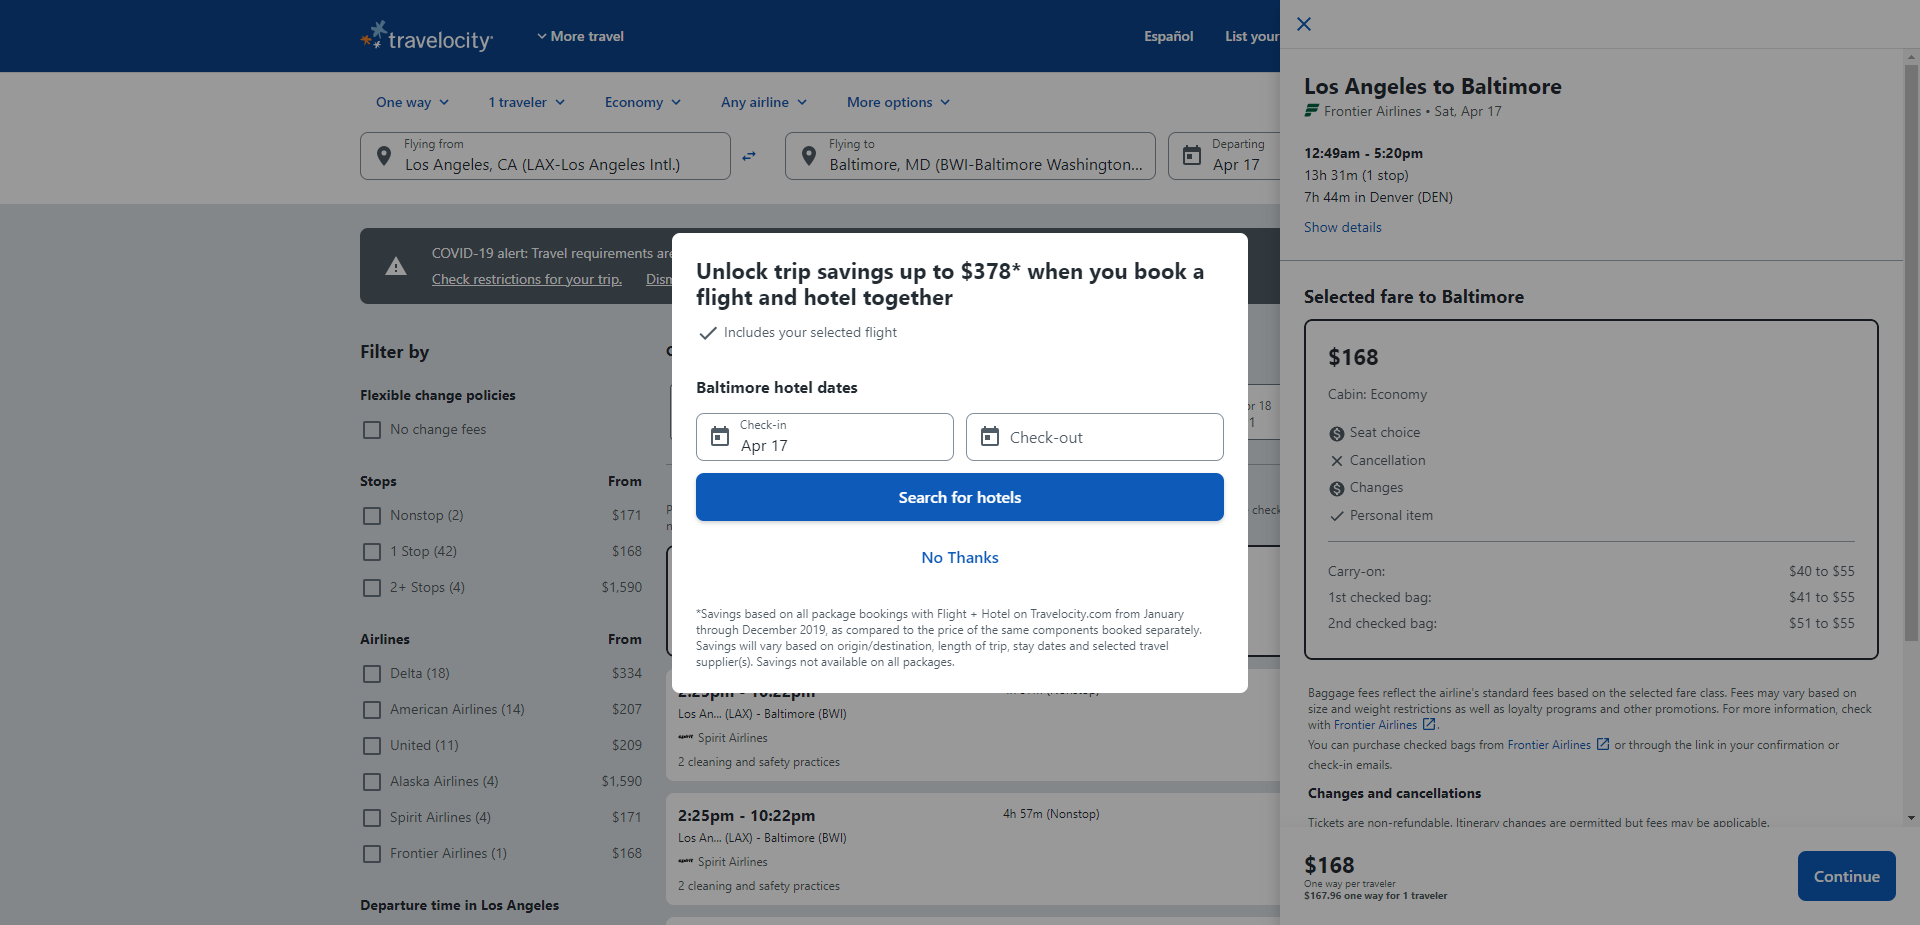 travelocity
More travel
Español
List your
One way
1 traveler
Economy
Any airline
More options
Flying from
Los Angeles, CA (LAX-Los Angeles Intl.)
Flying to
Baltimore, MD (BWI-Baltimore Washington...
Departing
Apr 17
COVID-19 alert: Travel requirements are
Check restrictions for your trip.
Filter by
Flexible change policies
No change fees
Stops From
Nonstop (2) $171
1 Stop (42) $168
2+ Stops (4) $1,590
Airlines From
Delta (18) $334
American Airlines (14) $207
United (11) $209
Alaska Airlines (4) $1,590
Spirit Airlines (4) $171
Frontier Airlines (1) $168
Departure time in Los Angeles
Unlock trip savings up to $378* when you book a
flight and hotel together
Includes your selected flight
Baltimore hotel dates
Check-in
Apr 17
Check-out
Search for hotels
No Thanks
*Savings based on all package bookings with Flight + Hotel on Travelocity.com from January
through December 2019, as compared to the price of the same components booked separately.
Savings will vary based on origin/destination, length of trip, stay dates and selected travel
supplier(s). Savings not available on all packages.
2:25pm - 10:22pm
Los An... (LAX) - Baltimore (BWI)
Spirit Airlines
2 cleaning and safety practices
2:25pm - 10:22pm 4h 57m (Nonstop)
Los An... (LAX) - Baltimore (BWI)
Spirit Airlines
2 cleaning and safety practices
Los Angeles to Baltimore
Frontier Airlines • Sat, Apr 17
12:49am - 5:20pm
13h 31m (1 stop)
7h 44m in Denver (DEN)
Show details
Selected fare to Baltimore
$168
Cabin: Economy
Seat choice
Cancellation
Changes
Personal item
Carry-on: $40 to $55
1st checked bag: $41 to $55
2nd checked bag: $51 to $55
Baggage fees reflect the airline's standard fees based on the selected fare class. Fees may vary based on
size and weight restrictions as well as loyalty programs and other promotions. For more information, check
with Frontier Airlines .
You can purchase checked bags from Frontier Airlines or through the link in your confirmation or
check-in emails.
Changes and cancellations
Tickets are non-refundable. Itinerary changes are permitted but fees may be applicable.
$168
One way per traveler
$167.96 one way for 1 traveler
Continue